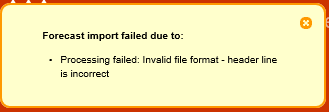 Forecast import failed due to:
• Processing failed: Invalid file format - header line
is incorrect